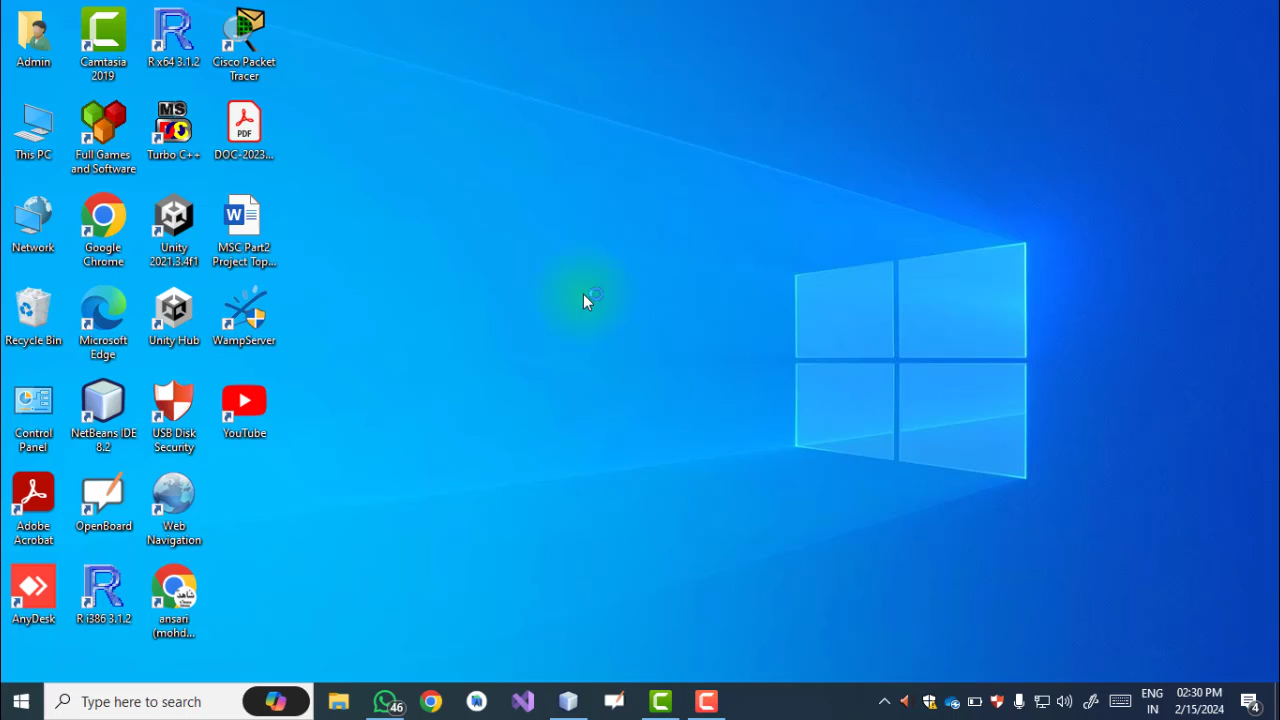 Admin
Camtasia
2019
R x64 3.1.2
Cisco Packet
Tracer
This PC
Full Games
and Software
MS
Turbo C++
PDF
DOC-2023...
Network
Google
Chrome
Unity
2021.3.4f1
W
MSC Part2
Project Top...
Recycle Bin
Microsoft
Edge
Unity Hub
WampServer
Control
Panel
NetBeans IDE
8.2
USB Disk
Security
YouTube
Adobe
Acrobat
OpenBoard
Web
Navigation
AnyDesk
R i386 3.1.2
شاهد
ansari
(mohd...
Type here to search
46
ENG
IN
02:30 PM
2/15/2024
4